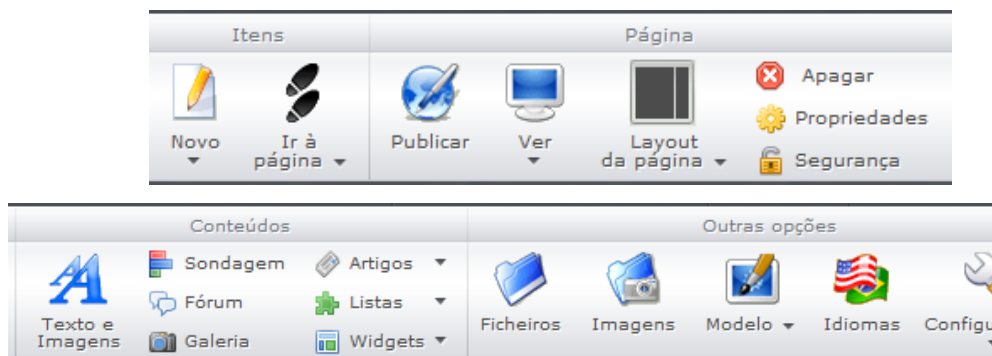 Itens
Página
Novo
Ir à
página
Publicar
Ver
Layout
da página
Apagar
Propriedades
Segurança
Conteúdos
Outras opções
Texto e
Imagens
Sondagem
Fórum
Galeria
Artigos
Listas
Widgets
Ficheiros
Imagens
Modelo
Idiomas
Configu